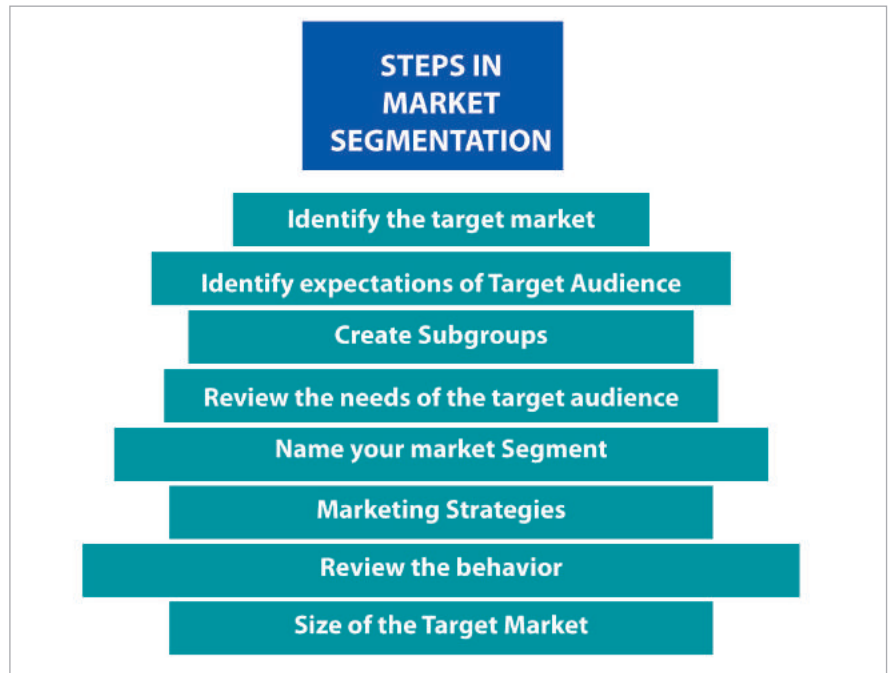 STEPS IN
MARKET
SEGMENTATION
Identify the target market
Identify expectations of Target Audience
Create Subgroups
Review the needs of the target audience
Name your market Segment
Marketing Strategies
Review the behavior
Size of the Target Market